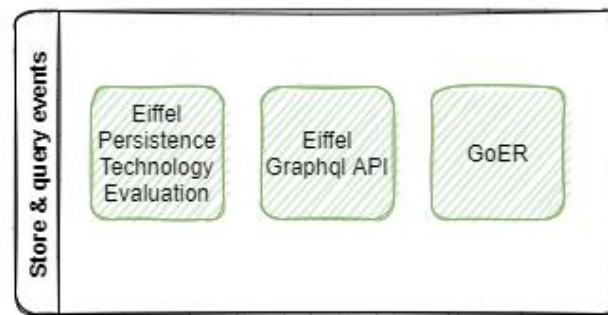 Store & query events
Eiffel
Persistence
Technology
Evaluation
Eiffel
Graphql API
GoER